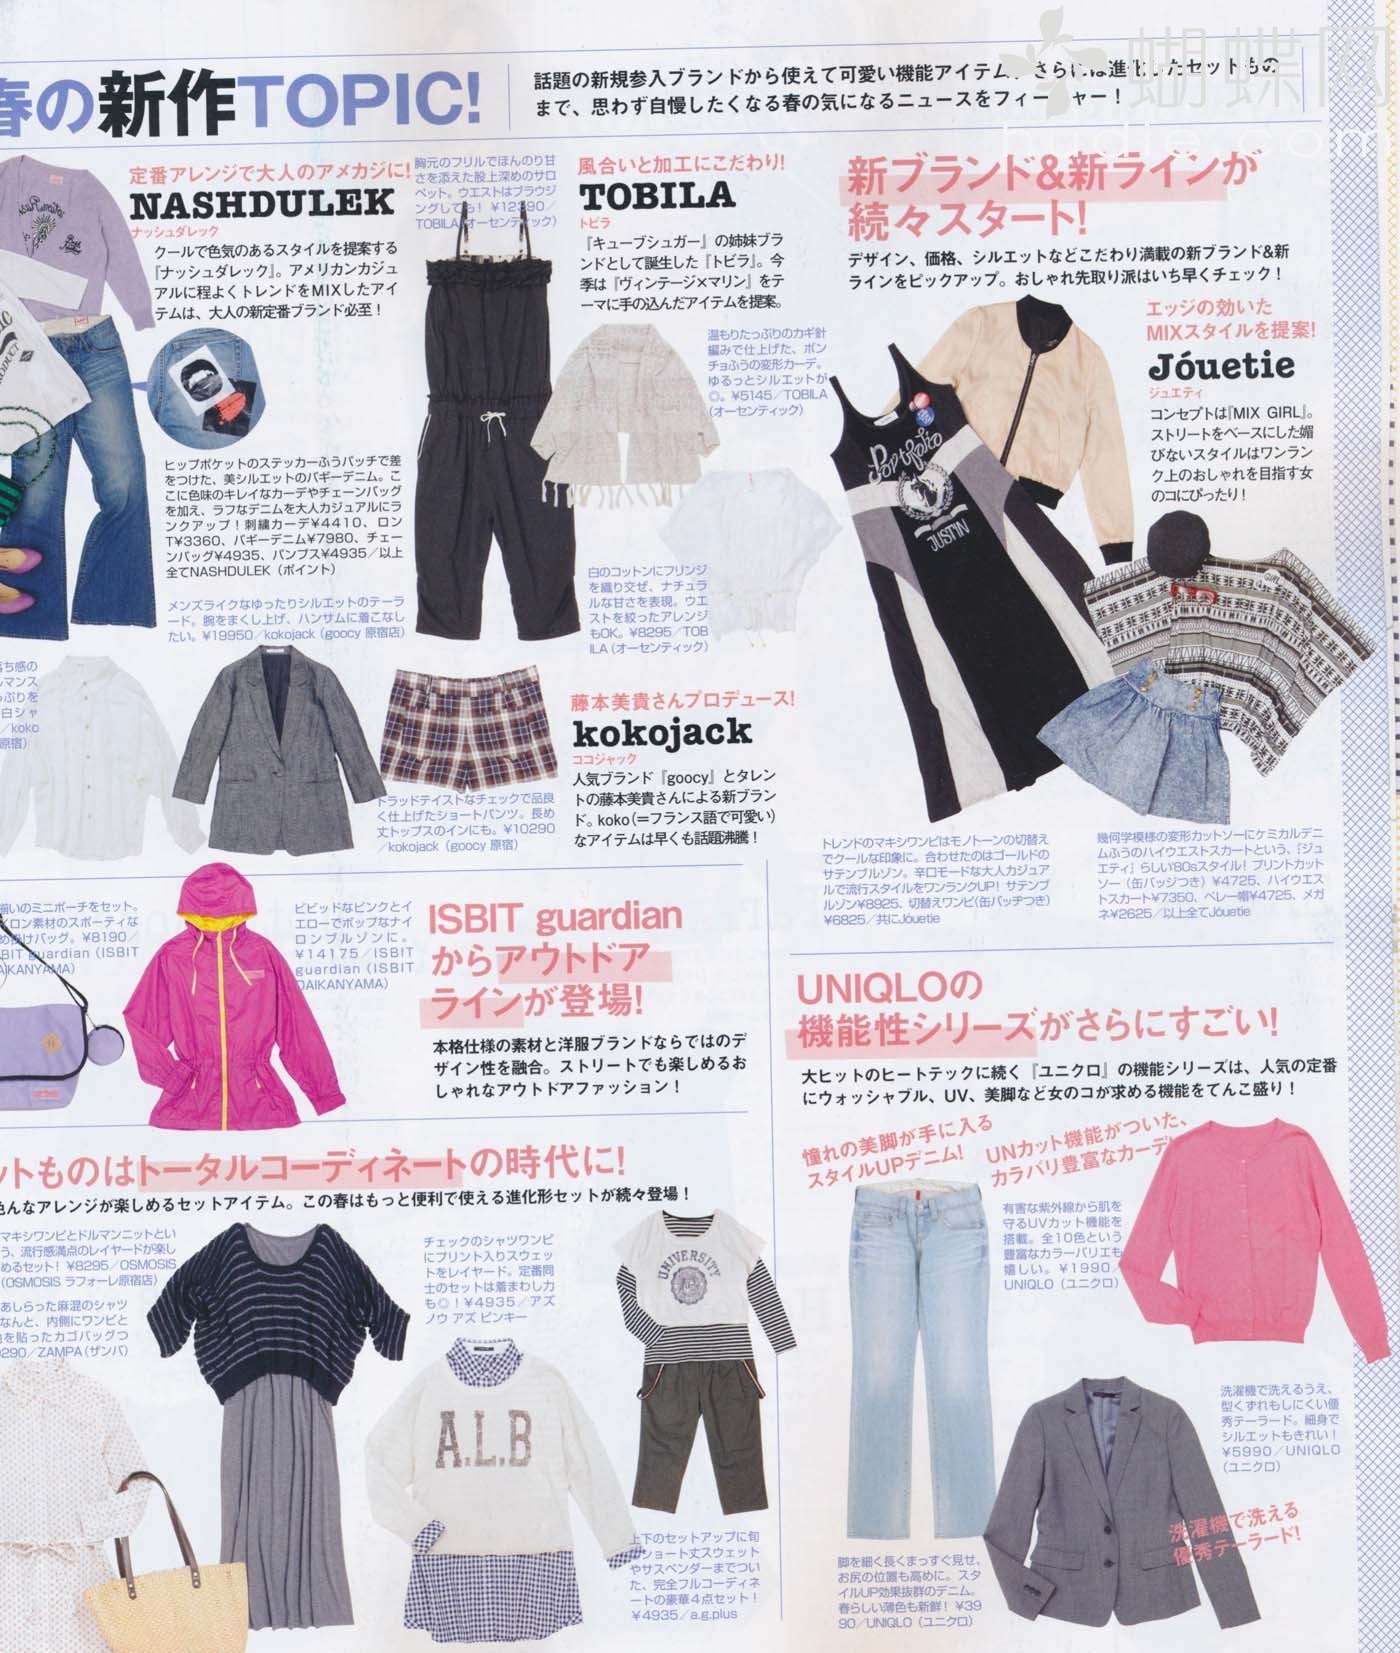 春の新作TOPIC!
話題の新規参入ブランドから使えて可愛い機能アイテム、さらには進化したセットもの
まで、思わず自慢したくなる春の気になるニュースをフィーチャー！
蝴蝶网
hudie.com
定番アレンジで大人のアメカジに!
NASHDULEK
ナッシュダレック
クールで色気のあるスタイルを提案する
『ナッシュダレック』。アメリカンカジュ
アルに程よくトレンドをMIXしたアイ
テムは、大人の新定番ブランド必至！
ヒップポケットのステッカーふうパッチで差
をつけた、美シルエットのバギーデニム。こ
こに色味のキレイなカーデやチェーンバッグ
を加え、ラフなデニムを大人カジュアルにラ
ンクアップ！刺繍カーデ¥4410、ロン
T¥3360、バギーデニム¥7980、チェー
ンバッグ¥4935、パンプス¥4935／以上
全てNASHDULEK（ポイント）
胸元のフリルでほんのり甘
さを添えた股上深めのサロ
ペット。ウエストはブラウジ
ングしても！
TOBILA（オーセンティック）
風合いと加工にこだわり!
TOBILA
トビラ
『キューブシュガー』の姉妹ブラ
ンドとして誕生した『トビラ』。今
季は『ヴィンテージ×マリン』をテ
ーマに手の込んだアイテムを提案。
温もりたっぷりのカギ針
編みで仕上げた、ポン
チョふうの変形カーデ。
ゆるっとシルエットが
◎。¥5145／TOBILA
（オーセンティック）
白のコットンにフリンジ
を織り交ぜ、ナチュラ
ルな甘さを表現。ウエ
ストを絞ったアレンジ
もOK。¥8295／TOB
ILA（オーセンティック）
メンズライクなゆったりシルエットのテーラ
ード。腕をまくし上げ、ハンサムに着こなし
たい。¥19950／kokojack（goocy 原宿店）
落ち感の
白シャ
／koko
原宿）
トラッドテイストなチェックで品良
く仕上げたショートパンツ。長め
丈トップスのインにも。¥10290
／kokojack（goocy 原宿）
藤本美貴さんプロデュース!
kokojack
ココジャック
人気ブランド『goocy』とタレン
トの藤本美貴さんによる新ブラン
ド。koko（＝フランス語で可愛い）
なアイテムは早くも話題沸騰！
新ブランド&新ラインが
続々スタート!
デザイン、価格、シルエットなどこだわり満載の新ブランド&新
ラインをピックアップ。おしゃれ先取り派はいち早くチェック！
エッジの効いた
MIXスタイルを提案!
Jóuetie
ジュエティ
コンセプトは『MIX GIRL』。
ストリートをベースにした媚
びないスタイルはワンラン
ク上のおしゃれを目指す女
のコにぴったり！
Portfolio
JUSTIN
トレンドのマキシワンピはモノトーンの切替え
でクールな印象に。合わせたのはゴールドの
サテンブルゾン。辛口モードな大人カジュア
ルで流行スタイルをワンランクUP！サテンブ
ルゾン¥8925、切替えワンピ（缶バッヂつき）
¥6825／共にJóuetie
幾何学模様の変形カットソーにケミカルデニ
ムふうのハイウエストスカートという、『ジュ
エティ』らしい80sスタイル！プリントカット
ソー（缶バッジつき）¥4725、ハイウエス
トスカート¥7350、ベレー帽¥4725、メガ
ネ¥2625／以上全てJóuetie
揃いのミニポーチをセット。
ロン素材のスポーティな
め掛けバッグ。¥8190／
BIT guardian（ISBIT
DAIKANYAMA）
ビビッドなピンクとイ
エローでポップなナイ
ロンブルゾンに。
¥14175／ISBIT
guardian（ISBIT
DAIKANYAMA）
ISBIT guardian
からアウトドア
ラインが登場!
本格仕様の素材と洋服ブランドならではのデ
ザイン性を融合。ストリートでも楽しめるお
しゃれなアウトドアファッション！
UNIQLOの
機能性シリーズがさらにすごい!
大ヒットのヒートテックに続く『ユニクロ』の機能シリーズは、人気の定番
にウォッシャブル、UV、美脚など女のコが求める機能をてんこ盛り！
憧れの美脚が手に入る
スタイルUPデニム!
UNカット機能がついた、
カラバリ豊富なカーデ
有害な紫外線から肌を
守るUVカット機能を
搭載。全10色という
豊富なカラーバリエも
嬉しい。¥1990／
UNIQLO（ユニクロ）
洗濯機で洗えるうえ、
型くずれもしにくい優
秀テーラード。細身で
シルエットもきれい！
¥5990／UNIQLO
（ユニクロ）
洗濯機で洗える
優秀テーラード!
脚を細く長くまっすぐ見せ、
お尻の位置も高めに。スタ
イルUP効果抜群のデニム。
春らしい薄色も新鮮！¥39
90／UNIQLO（ユニクロ）
ットものはトータルコーディネートの時代に!
色んなアレンジが楽しめるセットアイテム。この春はもっと便利で使える進化形セットが続々登場！
マキシワンピとドルマンニットとい
う、流行感満点のレイヤードが楽し
めるセット！¥8295／OSMOSIS
（OSMOSIS ラフォーレ原宿店）
あしらった麻混のシャツ
なんと、内側にワンピと
を貼ったカゴバッグつ
290／ZAMPA（ザンパ）
チェックのシャツワンピ
にプリント入りスウェッ
トをレイヤード。定番同
士のセットは着まわし力
も◎！¥4935／アズ
ノウ アズ ピンキー
UNIVERSITY
A.L.B
上下のセットアップに旬
のショート丈スウェット
やサスペンダーまでつい
た、完全フルコーディネ
ートの豪華4点セット！
¥4935／a.g.plus